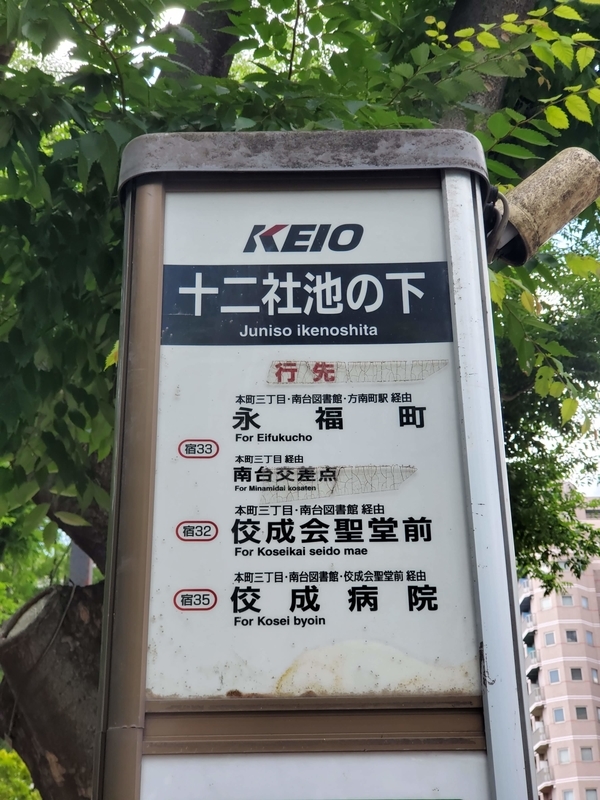 KEIO
十二社池の下
Juniso ikenoshita
行先
本町三丁目・南台図書館・方南町駅 経由
永福町
For Eifukucho
宿33
本町三丁目 経由
南台交差点
For Minamidai kosaten
本町三丁目・南台図書館 経由
宿32
佼成会聖堂前
For Koseikai seido mae
本町三丁目・南台図書館・佼成会聖堂前 経由
宿35
佼成病院
For Kosei byoin